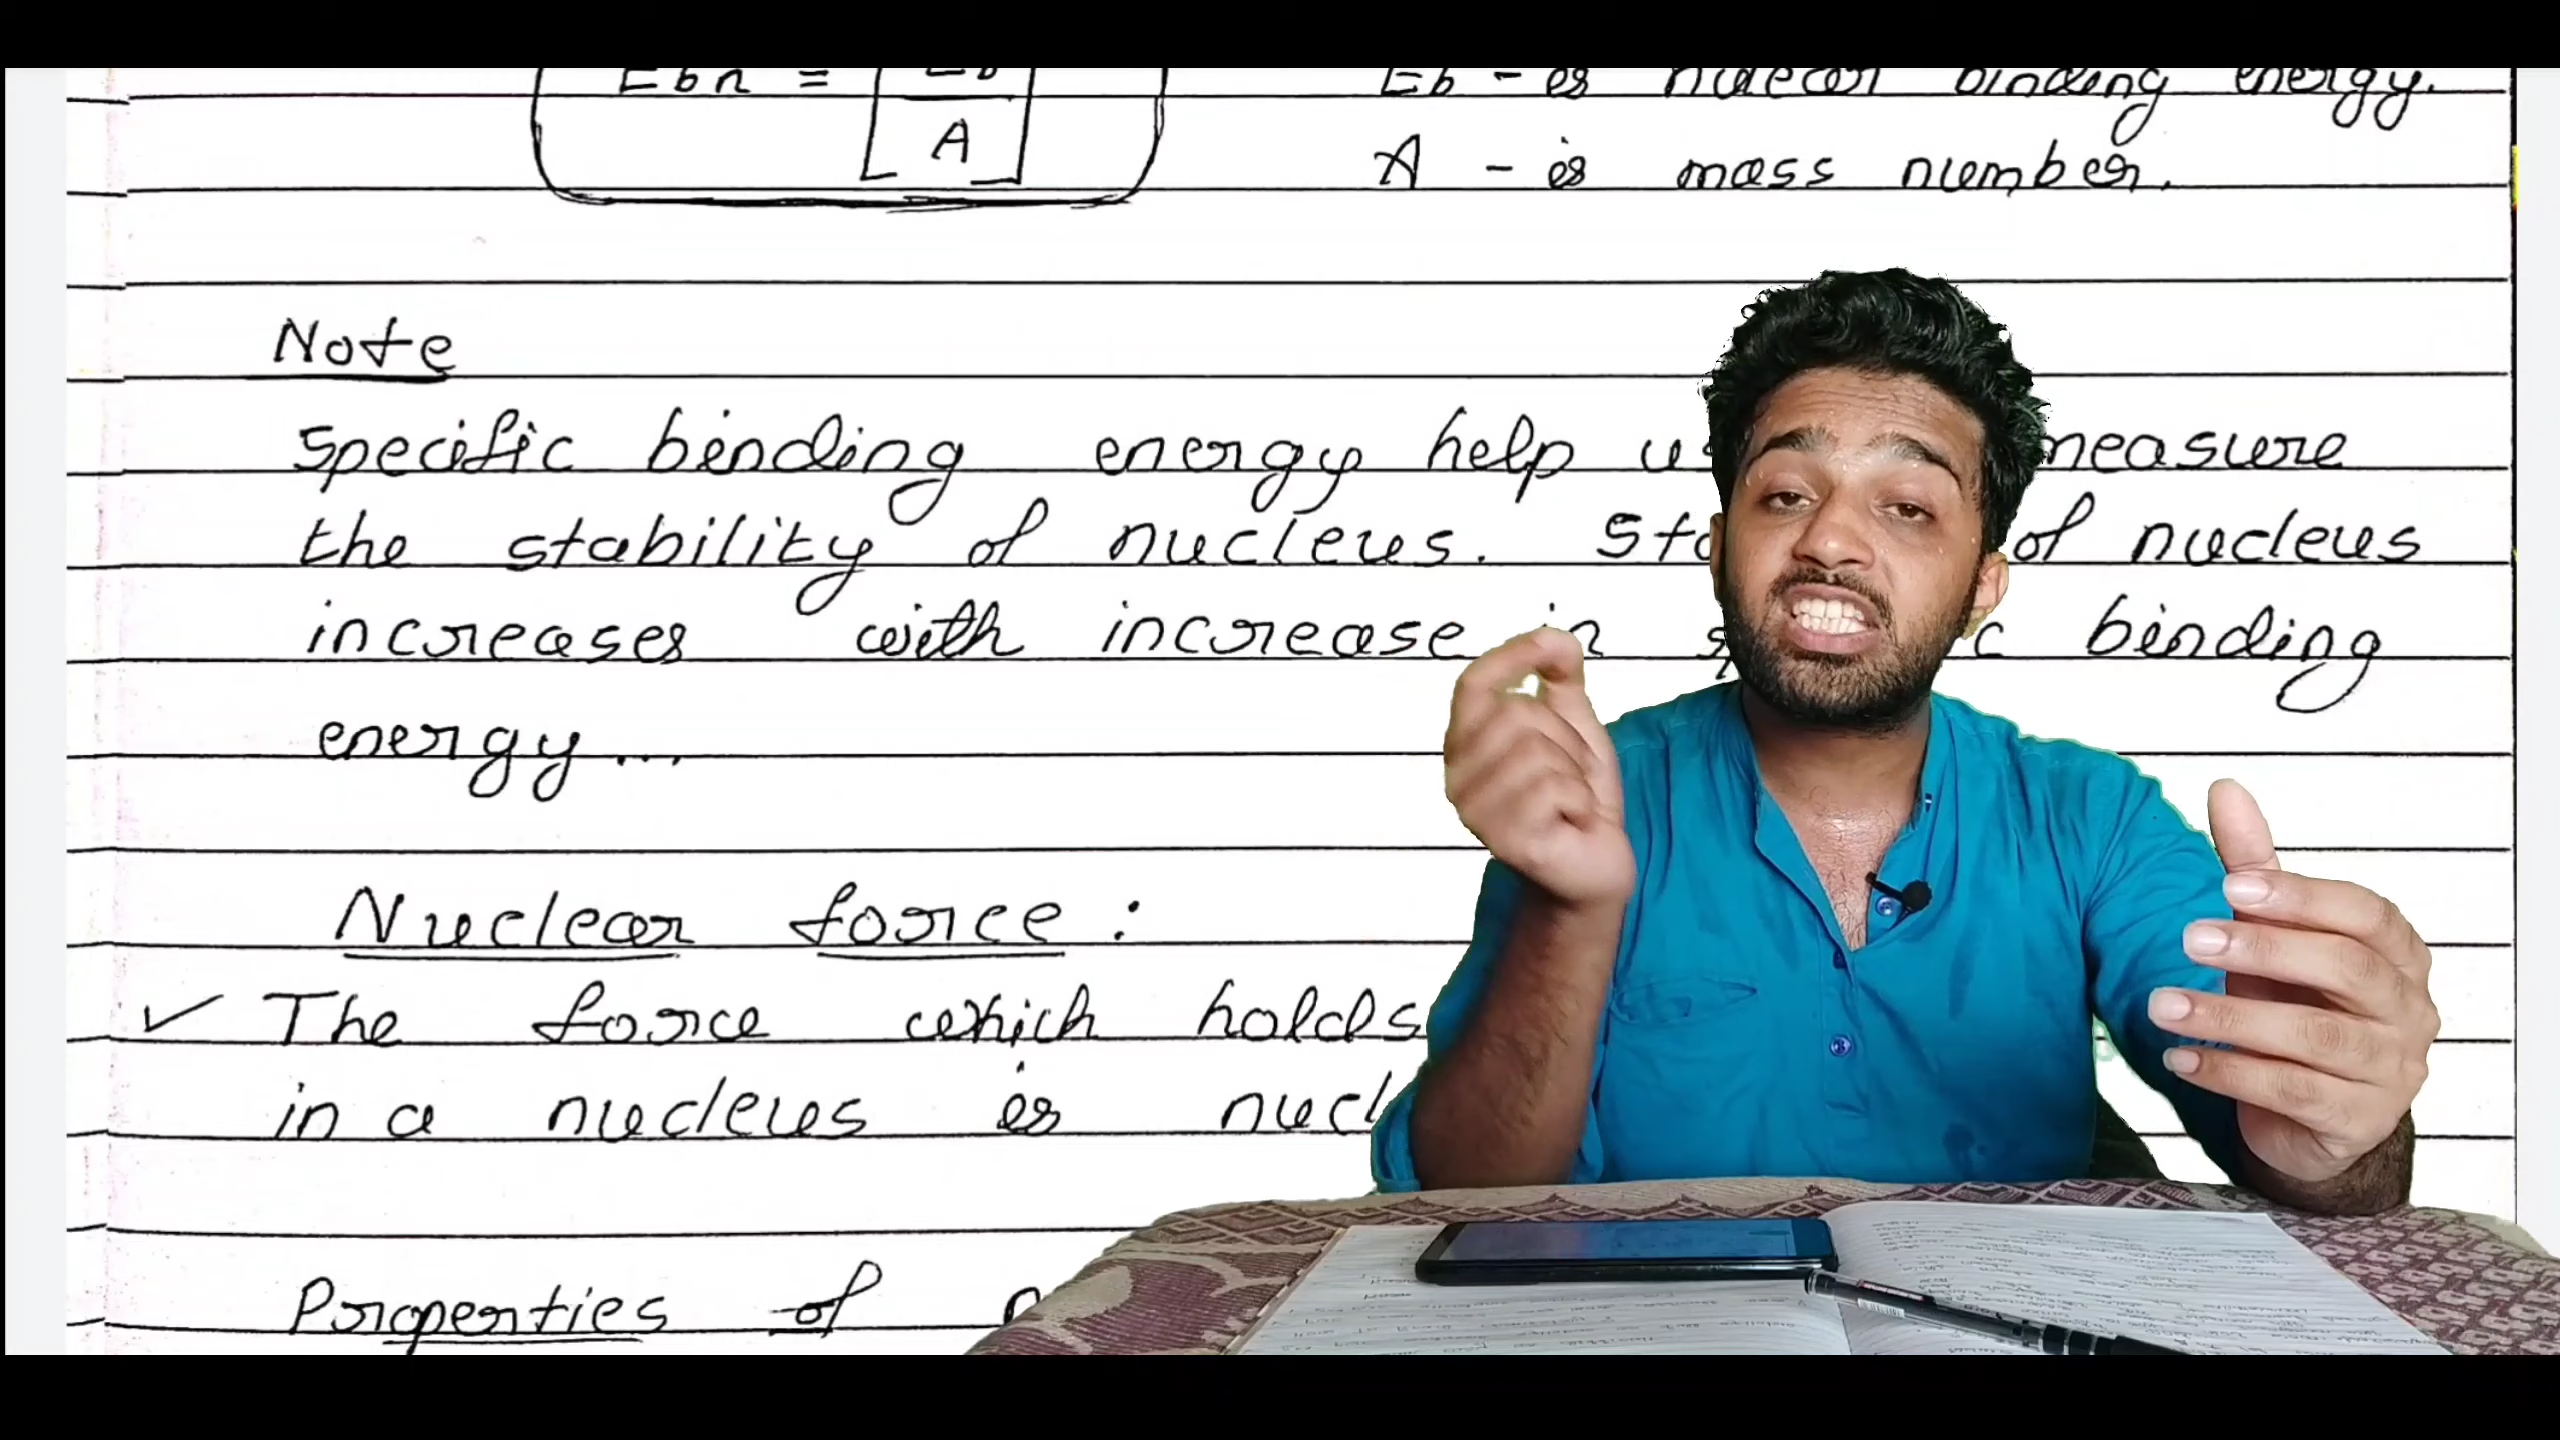 Ebn = [Eb
A]
Eb - is nuclear binding energy.
A - is mass number.
Note
Specific binding energy help us measure
the stability of nucleus. of nucleus
increases with increase in binding
energy...
Nuclear force :
✓ The force which holds
in a nucleus is
Properties of